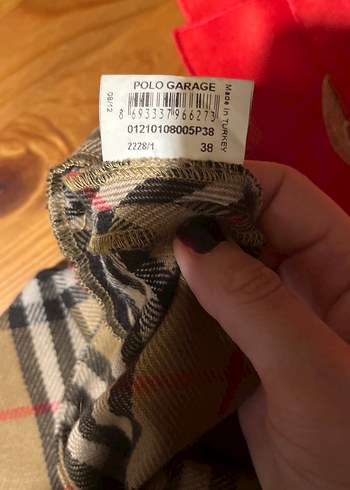 POLO GARAGE
08/12
8 693337 966273
Made in TURKEY
01210108005P38
2228/1 38